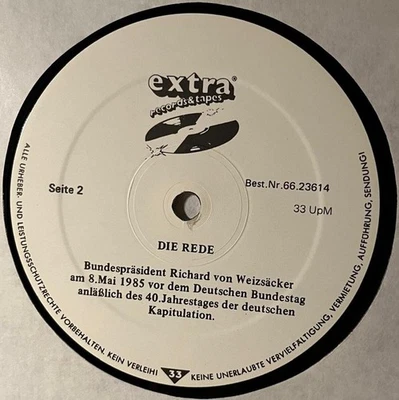 extra®
records & tapes
Seite 2
Best.Nr.66.23614
33 UpM
DIE REDE
Bundespräsident Richard von Weizsäcker
am 8.Mai 1985 vor dem Deutschen Bundestag
anläßlich des 40.Jahrestages der deutschen
Kapitulation.
ALLE URHEBER- UND LEISTUNGSSCHUTZRECHTE VORBEHALTEN. KEIN VERLEIH! 33 KEINE UNERLAUBTE VERVIELFÄLTIGUNG, VERMIETUNG, AUFFÜHRUNG, SENDUNG!